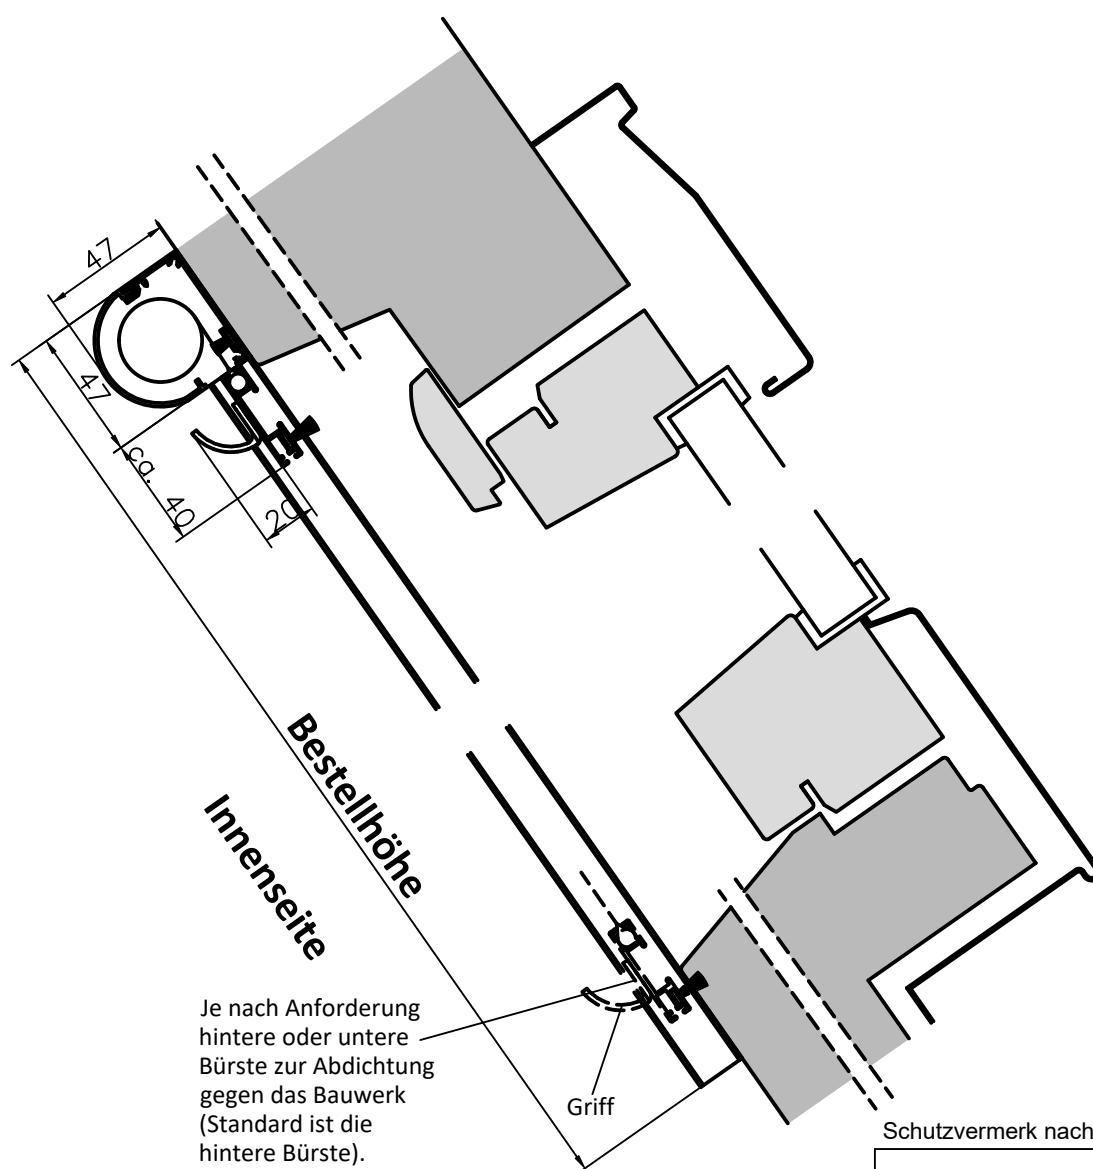 47
47
ca. 40
20
Bestellhöhe
Innenseite
Je nach Anforderung
hintere oder untere
Bürste zur Abdichtung
gegen das Bauwerk
(Standard ist die
hintere Bürste).
Griff
Schutzvermerk nach